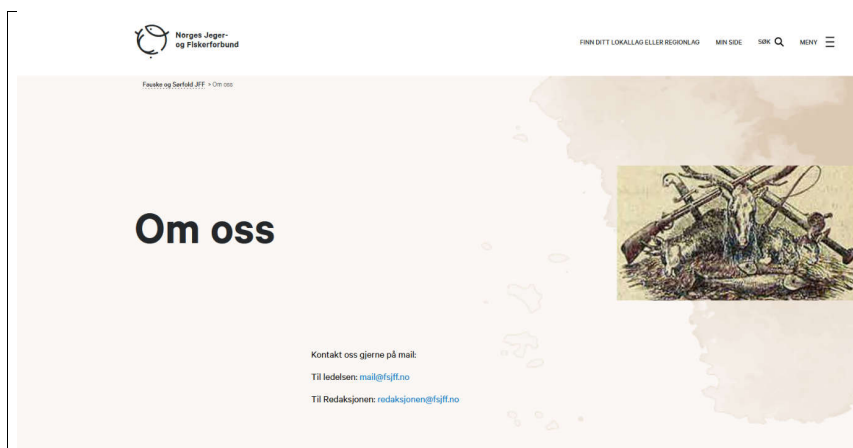 Norges Jeger-
og Fiskerforbund
FINN DITT LOKALLAG ELLER REGIONLAG MIN SIDE SØK MENY
Fauske og Sørfold JFF > Om oss
Om oss
Kontakt oss gjerne på mail:
Til ledelsen: mail@fsjff.no
Til Redaksjonen: redaksjonen@fsjff.no